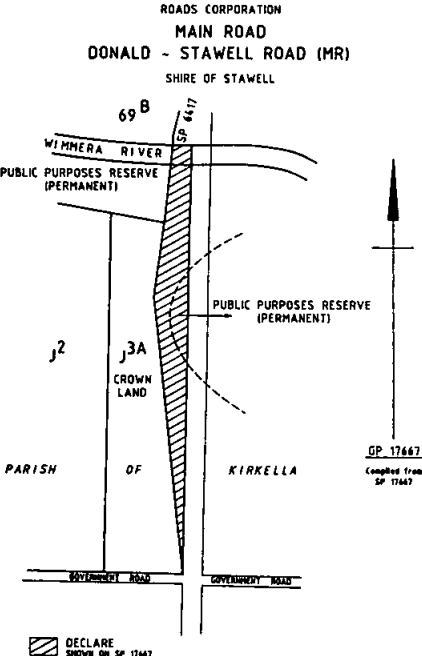 ROADS CORPORATION
MAIN ROAD
DONALD ~ STAWELL ROAD (MR)
SHIRE OF STAWELL
69 B
SP 6417
WIMMERA RIVER
PUBLIC PURPOSES RESERVE
(PERMANENT)
PUBLIC PURPOSES RESERVE
(PERMANENT)
J2
J3A
CROWN
LAND
PARISH OF KIRKELLA
GP 17667
Compiled from
SP 17667
GOVERNMENT ROAD
GOVERNMENT ROAD
DECLARE
SHOWN ON SP 17667